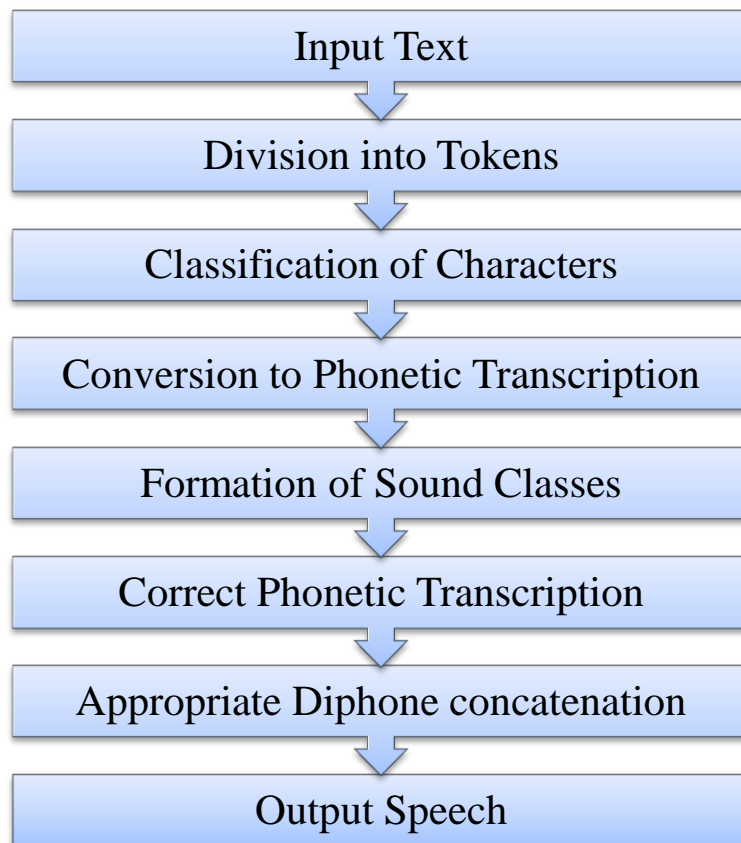 Input Text
Division into Tokens
Classification of Characters
Conversion to Phonetic Transcription
Formation of Sound Classes
Correct Phonetic Transcription
Appropriate Diphone concatenation
Output Speech